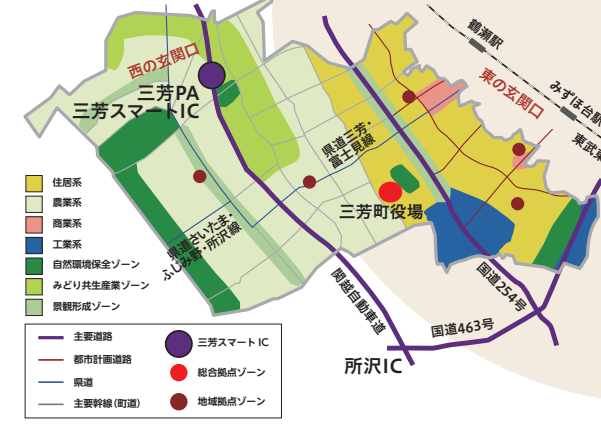 鶴瀬駅
みずほ台駅
東武東
西の玄関口
東の玄関口
三芳PA
三芳スマートIC
県道三芳・
富士見線
三芳町役場
県道さいたま・
ふじみ野・所沢線
関越自動車道
国道254号
国道463号
所沢IC
住居系
農業系
商業系
工業系
自然環境保全ゾーン
みどり共生産業ゾーン
景観形成ゾーン
主要道路
都市計画道路
県道
主要幹線(町道)
三芳スマートIC
総合拠点ゾーン
地域拠点ゾーン